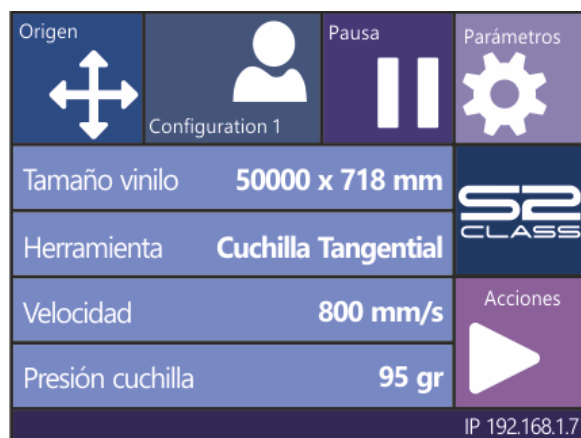 Origen
Configuration 1
Pausa
Parámetros
Tamaño vinilo 50000 x 718 mm
S2
CLASS
Herramienta Cuchilla Tangential
Velocidad 800 mm/s
Acciones
Presión cuchilla 95 gr
IP 192.168.1.7